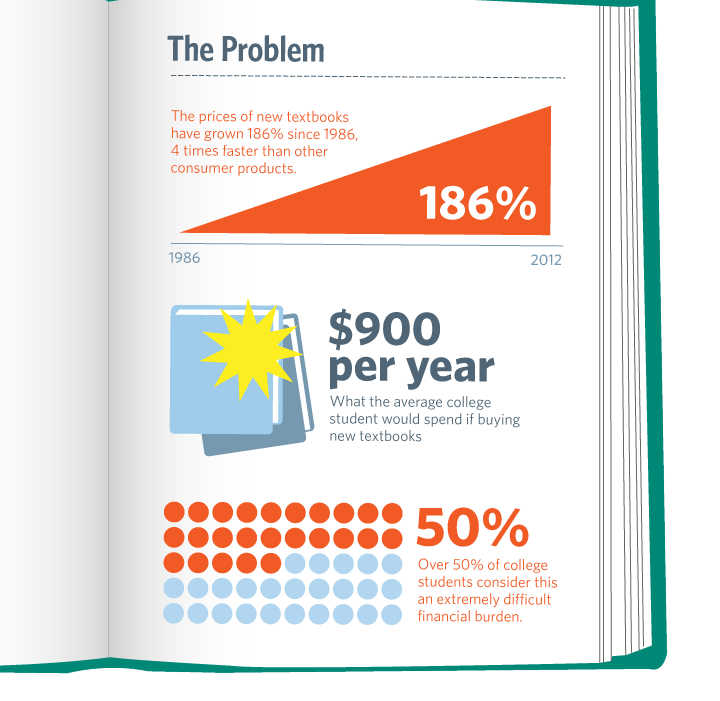 The Problem
The prices of new textbooks
have grown 186% since 1986,
4 times faster than other
consumer products.
186%
1986
2012
$900
per year
What the average college
student would spend if buying
new textbooks
50%
Over 50% of college
students consider this
an extremely difficult
financial burden.